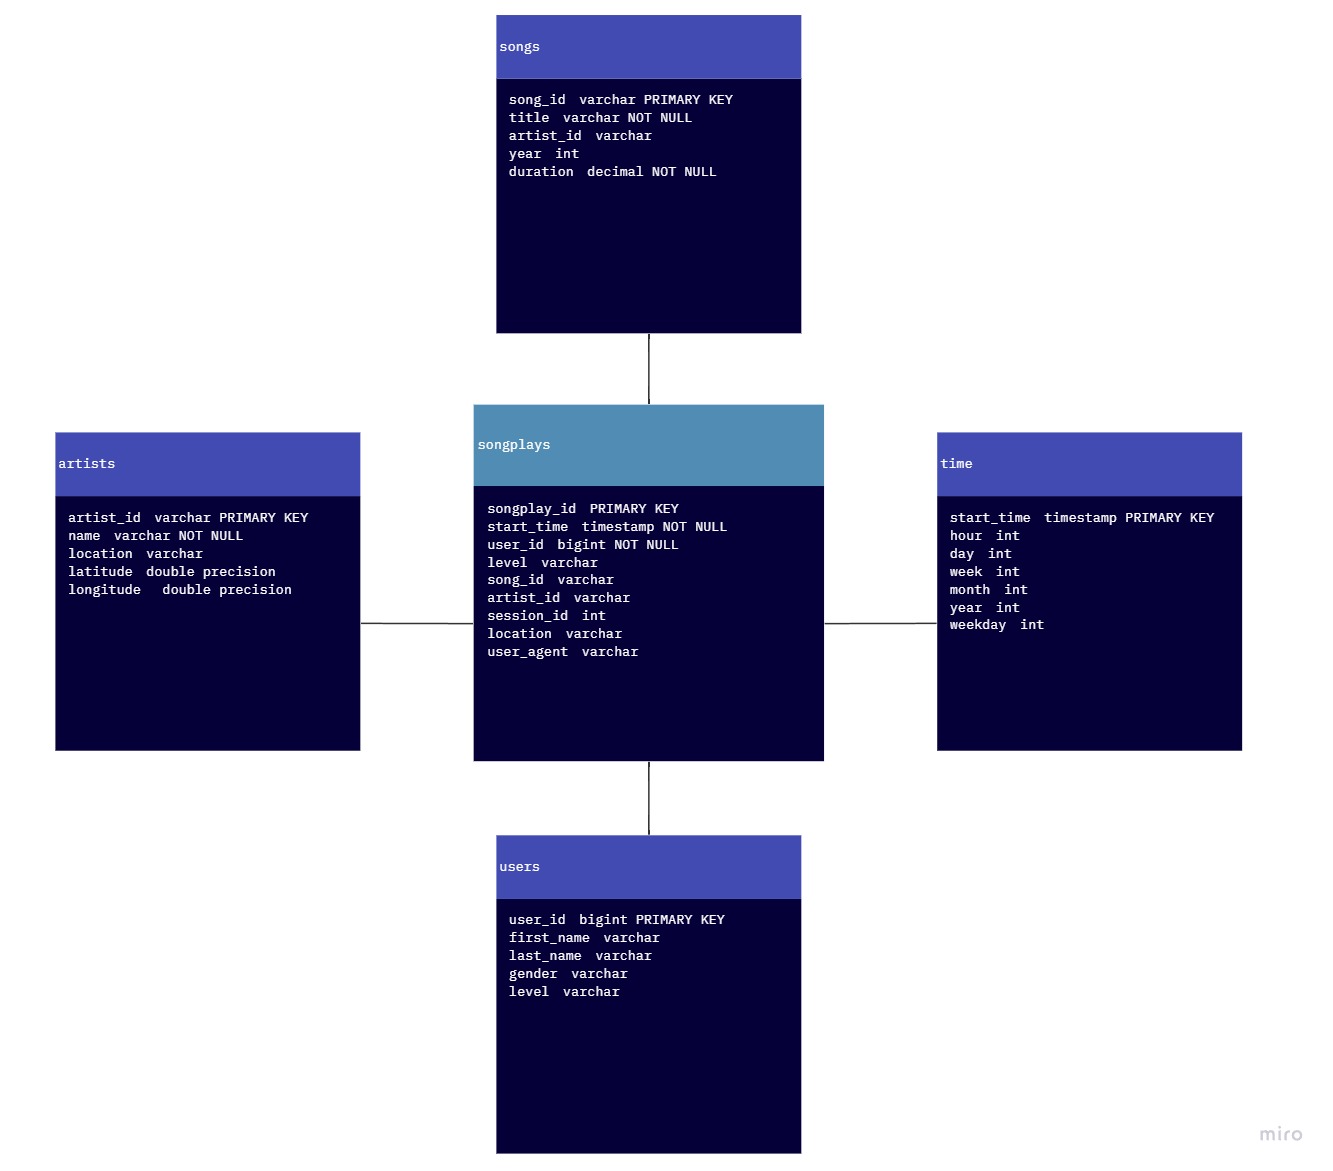 songs
song_id varchar PRIMARY KEY
title varchar NOT NULL
artist_id varchar
year int
duration decimal NOT NULL
artists
artist_id varchar PRIMARY KEY
name varchar NOT NULL
location varchar
latitude double precision
longitude double precision
songplays
songplay_id PRIMARY KEY
start_time timestamp NOT NULL
user_id bigint NOT NULL
level varchar
song_id varchar
artist_id varchar
session_id int
location varchar
user_agent varchar
time
start_time timestamp PRIMARY KEY
hour int
day int
week int
month int
year int
weekday int
users
user_id bigint PRIMARY KEY
first_name varchar
last_name varchar
gender varchar
level varchar
miro